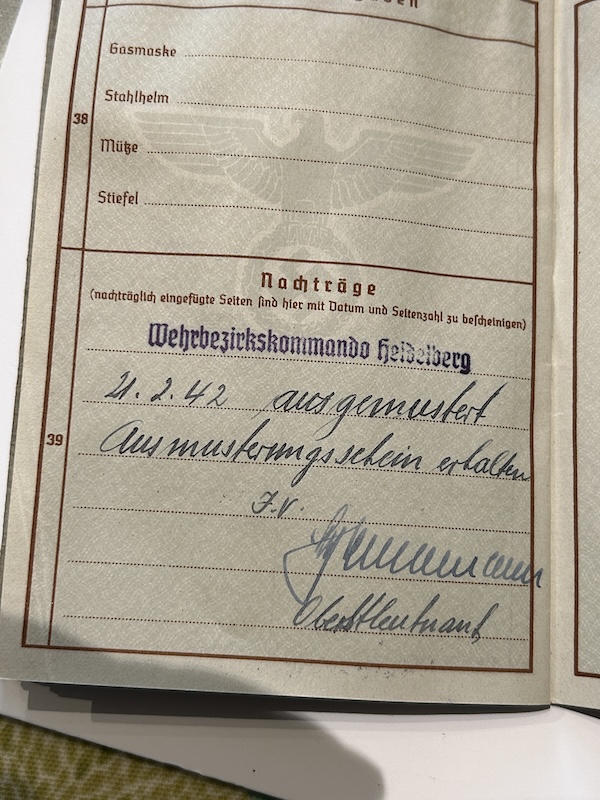 Gasmaske
Stahlhelm
38
Mütze
Stiefel
Nachträge
(nachträglich eingefügte Seiten sind hier mit Datum und Seitenzahl zu bescheinigen)
Wehrbezirkskommando Heidelberg
21.2.42 ausgemustert
39
Ausmusterungsschein erhalten
I.V.
Oberstleutnant